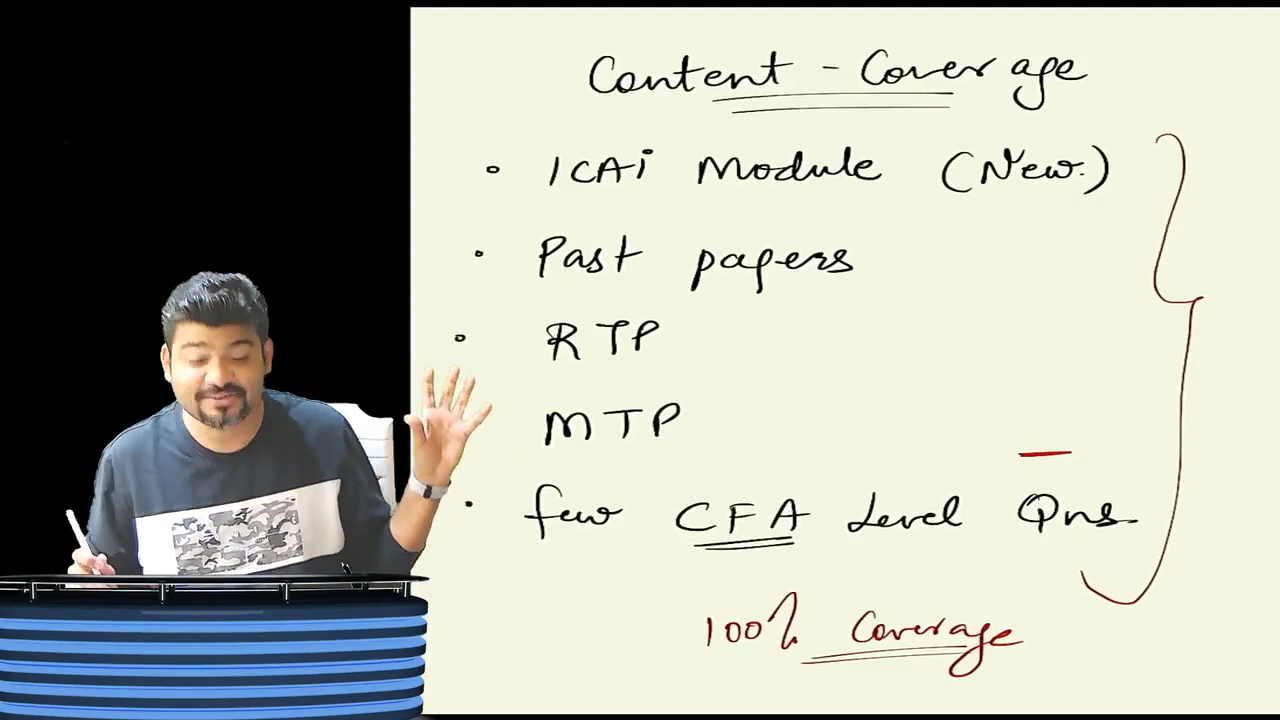 Content - Coverage
• ICAi Module (New.)
• Past papers
• RTP
MTP
• few CFA Level Qns.
100% Coverage